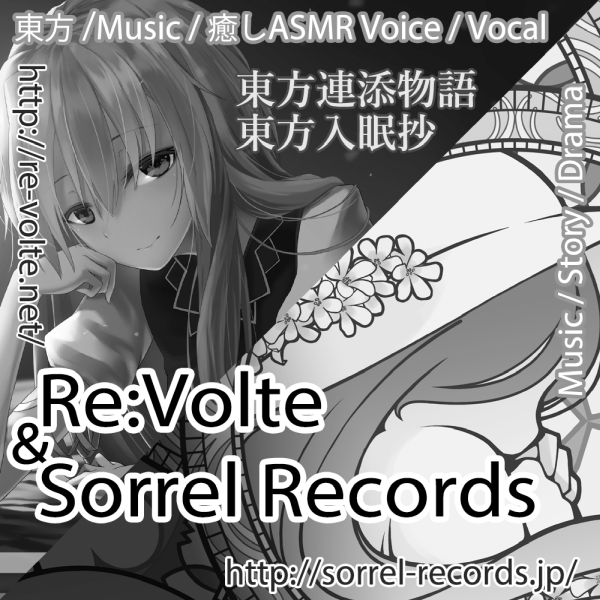 東方 /Music / 癒しASMR Voice / Vocal
東方連添物語
東方入眠抄
http://re-volte.net/
Music / Story / Drama
Re:Volte
&
Sorrel Records
http://sorrel-records.jp/